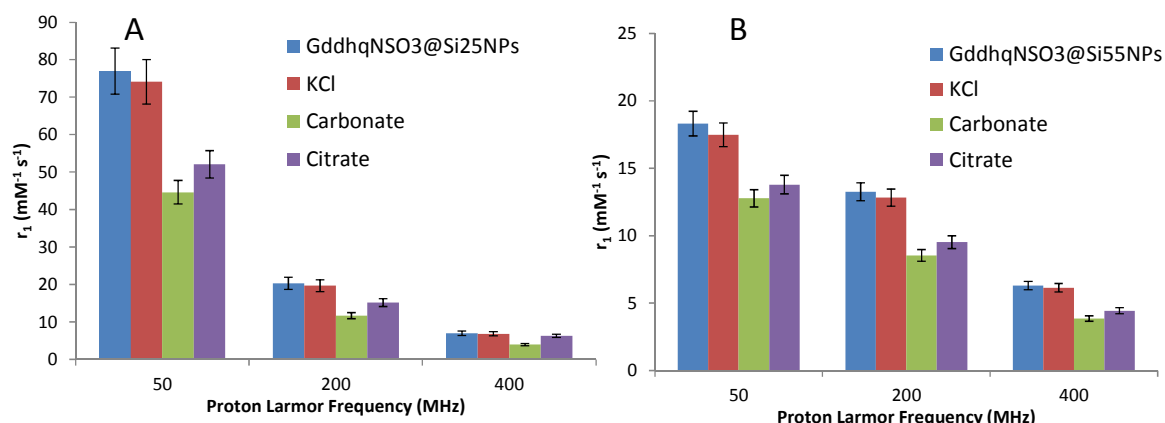 A
90
80
70
60
50
40
30
20
10
0
r1 (mM-1 s-1)
GddhqNSO3@Si25NPs
KCl
Carbonate
Citrate
50
200
400
Proton Larmor Frequency (MHz)
B
25
20
15
10
5
0
r1 (mM-1 s-1)
GddhqNSO3@Si55NPs
KCl
Carbonate
Citrate
50
200
400
Proton Larmor Frequency (MHz)